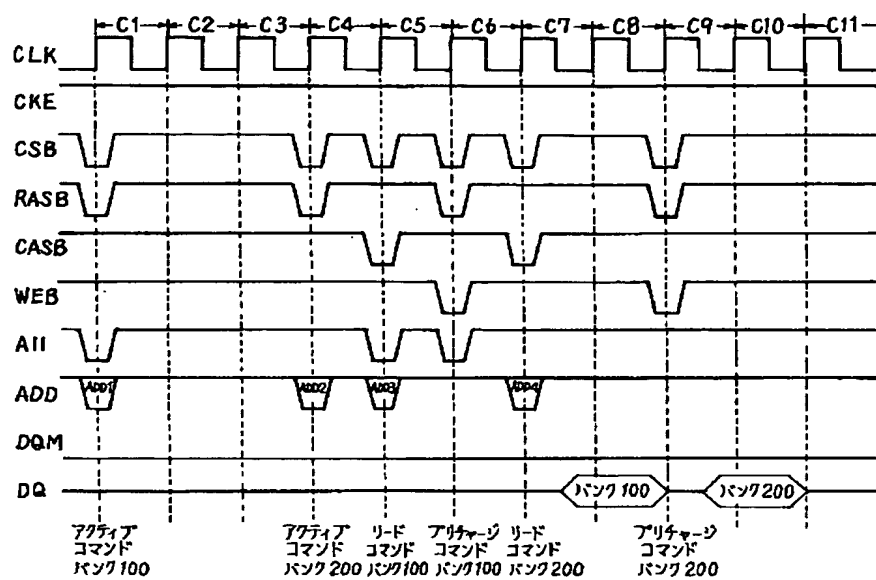 C1 C2 C3 C4 C5 C6 C7 C8 C9 C10 C11
CLK
CKE
CSB
RASB
CASB
WEB
A11
ADD ADD1 ADD2 ADD3 ADD4
DQM
DQ バンク100 バンク200
アクティブ アクティブ リード プリチャージ リード プリチャージ
コマンド コマンド コマンド コマンド コマンド コマンド
バンク100 バンク200 バンク100 バンク100 バンク200 バンク200